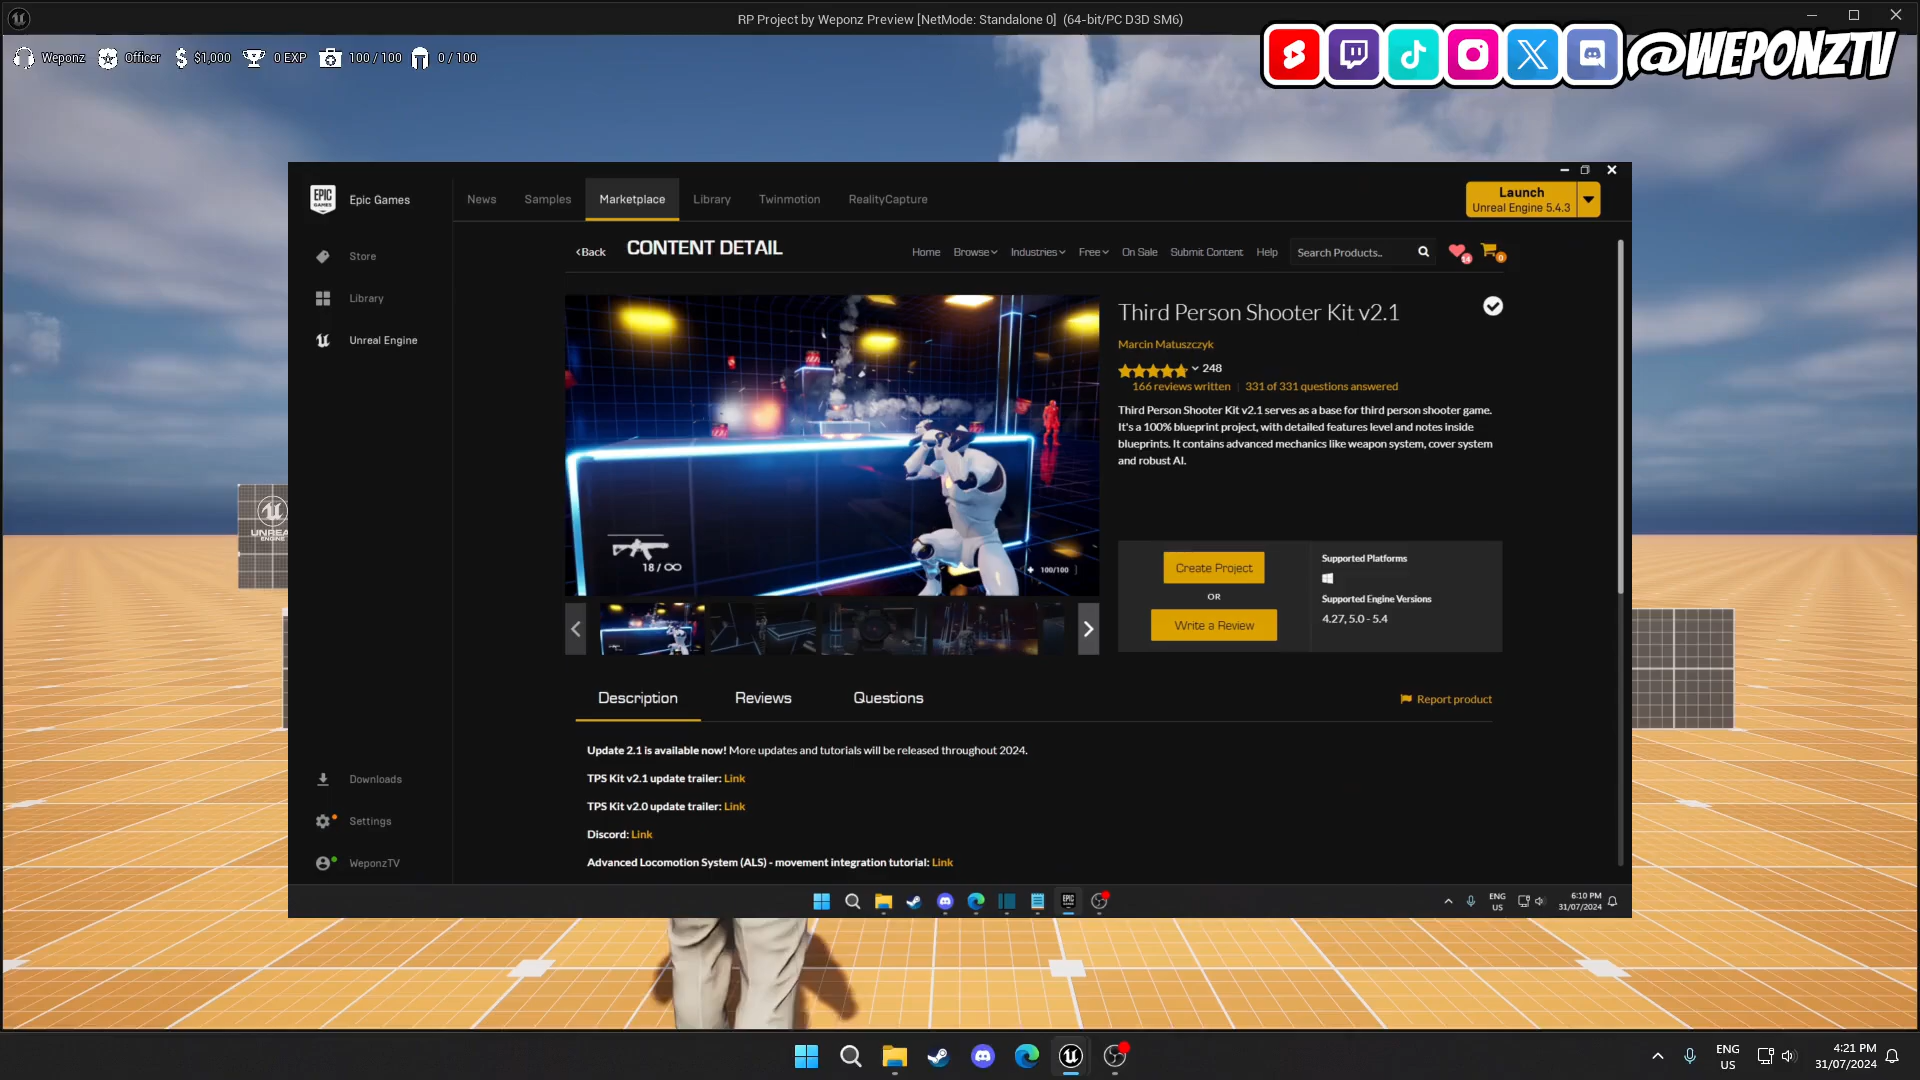 RP Project by Weponz Preview [NetMode: Standalone 0]  (64-bit/PC D3D SM6)
Weponz Officer $1,000 0 EXP 100 / 100 0 / 100
@WEPONZTV
EPIC GAMES Epic Games
News Samples Marketplace Library Twinmotion RealityCapture
Launch
Unreal Engine 5.4.3
Store
Library
Unreal Engine
Downloads
Settings
WeponzTV
Back CONTENT DETAIL
Home Browse Industries Free On Sale Submit Content Help Search Products.. 14 0
18 / ∞
100/100
Third Person Shooter Kit v2.1
Marcin Matuszczyk
248
166 reviews written 331 of 331 questions answered
Third Person Shooter Kit v2.1 serves as a base for third person shooter game.
It's a 100% blueprint project, with detailed features level and notes inside
blueprints. It contains advanced mechanics like weapon system, cover system
and robust AI.
Create Project
OR
Write a Review
Supported Platforms
Supported Engine Versions
4.27, 5.0 - 5.4
Description Reviews Questions
Report product
Update 2.1 is available now! More updates and tutorials will be released throughout 2024.
TPS Kit v2.1 update trailer: Link
TPS Kit v2.0 update trailer: Link
Discord: Link
Advanced Locomotion System (ALS) - movement integration tutorial: Link
EPIC
ENG
US
6:10 PM
31/07/2024
ENG
US
4:21 PM
31/07/2024